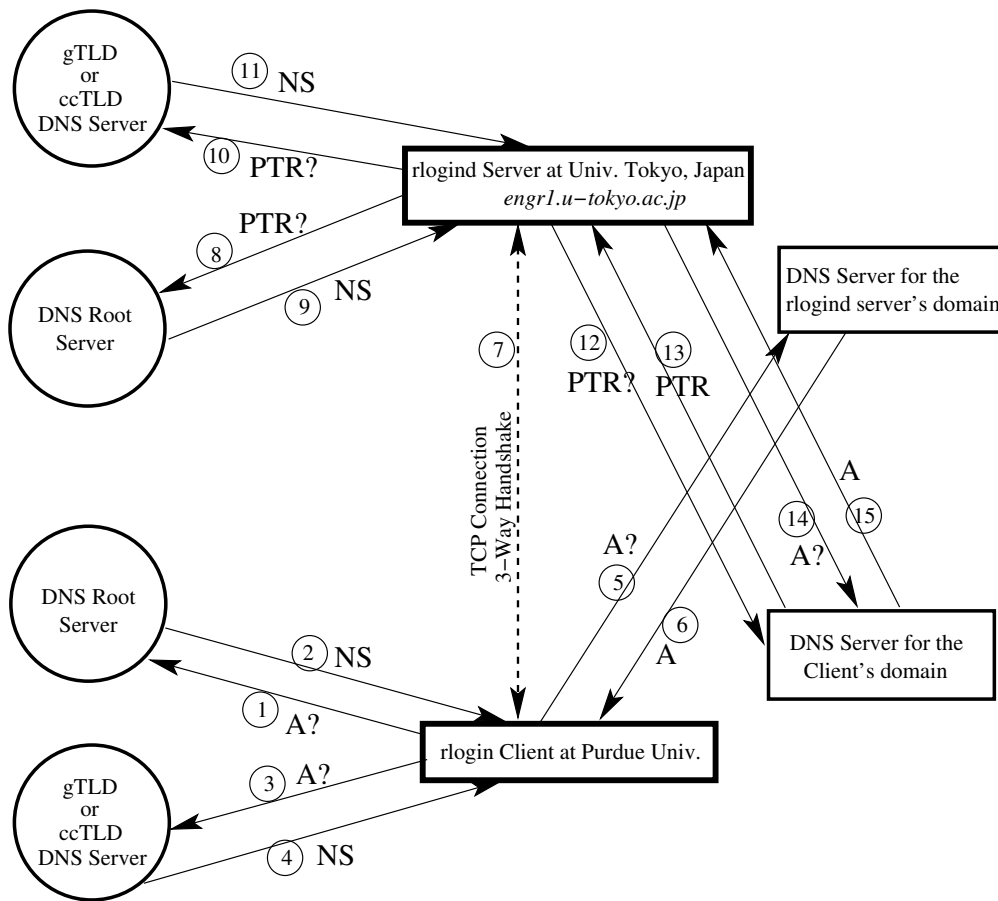 gTLD
or
ccTLD
DNS Server
11
NS
10
PTR?
rlogind Server at Univ. Tokyo, Japan
engr1.u−tokyo.ac.jp
PTR?
8
DNS Root
Server
9
NS
DNS Server for the
rlogind server's domain
7
12
PTR?
13
PTR
TCP Connection
3−Way Handshake
A
15
14
A?
A?
5
6
A
DNS Root
Server
2
NS
1
A?
DNS Server for the
Client's domain
rlogin Client at Purdue Univ.
3
A?
gTLD
or
ccTLD
DNS Server
4
NS